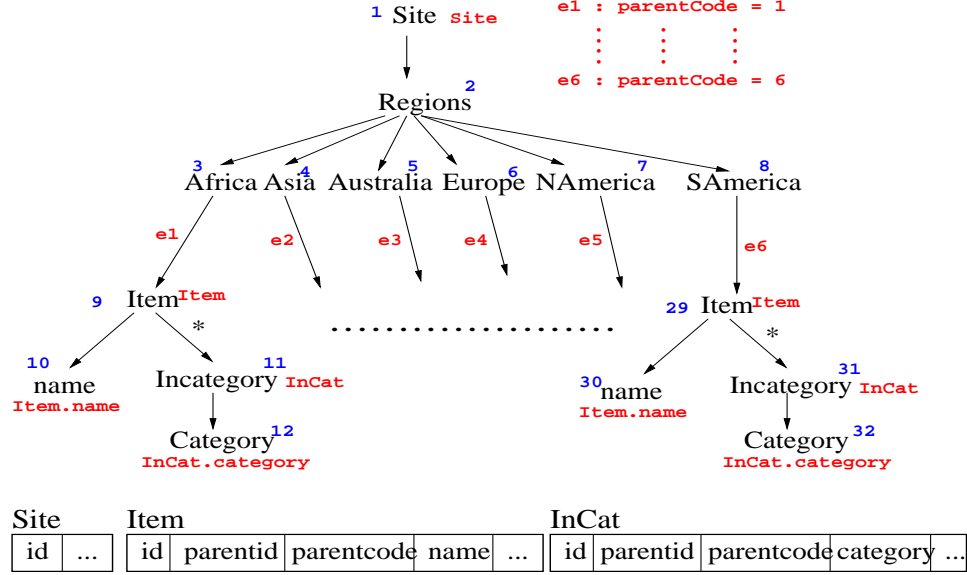 1 Site Site e1 : parentCode = 1
e6 : parentCode = 6
2
Regions
3 4 5 6 7 8
Africa Asia Australia Europe NAmerica SAmerica
e1 e2 e3 e4 e5 e6
9 Item Item 29 Item Item
* *
10 11 30 31
name Incategory InCat name Incategory InCat
Item.name Item.name
Category 12 Category 32
InCat.category InCat.category
Site Item InCat
id ... id parentid parentcode name ... id parentid parentcode category ...